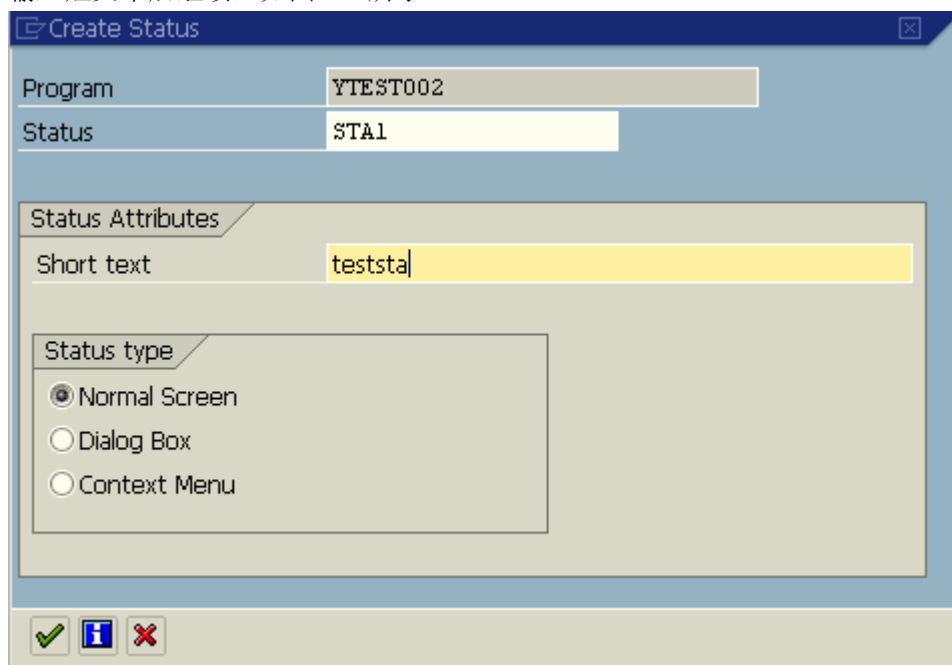 Create Status
Program YTEST002
Status STA1
Status Attributes
Short text teststa
Status type
Normal Screen
Dialog Box
Context Menu